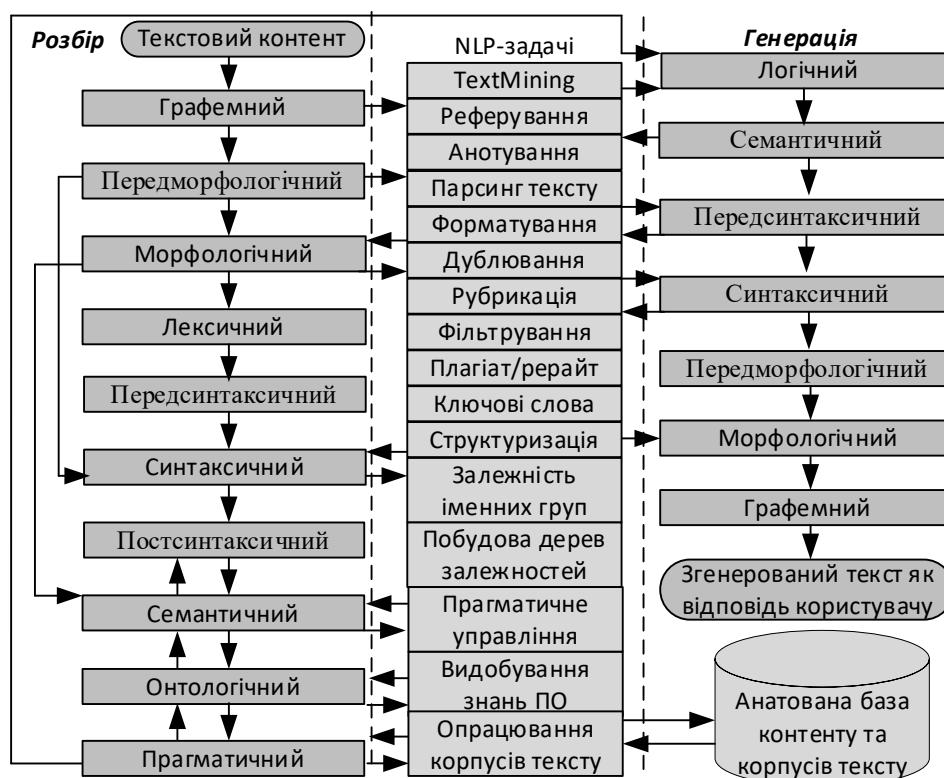 Розбір
Текстовий контент
Графемний
Передморфологічний
Морфологічний
Лексичний
Передсинтаксичний
Синтаксичний
Постсинтаксичний
Семантичний
Онтологічний
Прагматичний
NLP-задачі
TextMining
Реферування
Анотування
Парсинг тексту
Форматування
Дублювання
Рубрикація
Фільтрування
Плагіат/рерайт
Ключові слова
Структуризація
Залежність
іменних груп
Побудова дерев
залежностей
Прагматичне
управління
Видобування
знань ПО
Опрацювання
корпусів тексту
Генерація
Логічний
Семантичний
Передсинтаксичний
Синтаксичний
Передморфологічний
Морфологічний
Графемний
Згенерований текст як
відповідь користувачу
Анатована база
контенту та
корпусів тексту